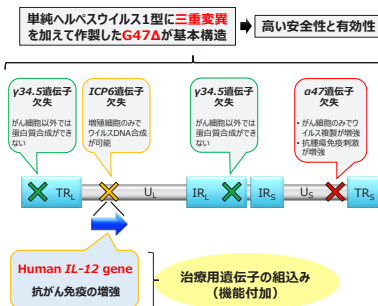 単純ヘルペスウイルス1型に三重変異
を加えて作製したG47Δが基本構造
高い安全性と有効性
γ34.5遺伝子
欠失
がん細胞以外では
蛋白質合成ができ
ない
ICP6遺伝子
欠失
増殖細胞のみで
ウイルスDNA合成
が可能
γ34.5遺伝子
欠失
がん細胞以外では
蛋白質合成ができ
ない
α47遺伝子
欠失
• がん細胞のみでウ
イルス複製が増強
• 抗腫瘍免疫刺激
が増強
TRL
UL
IRL
IRS
US
TRS
Human IL-12 gene
抗がん免疫の増強
治療用遺伝子の組込み
(機能付加)